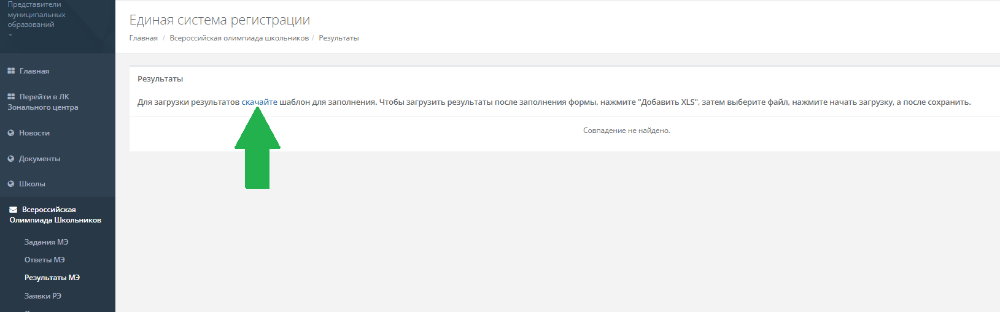 Представители
муниципальных
образований
Главная
Перейти в ЛК
Зонального центра
Новости
Документы
Школы
Всероссийская
Олимпиада Школьников
Задания МЭ
Ответы МЭ
Результаты МЭ
Заявки РЭ
Единая система регистрации
Главная / Всероссийская олимпиада школьников / Результаты
Результаты
Для загрузки результатов скачайте шаблон для заполнения. Чтобы загрузить результаты после заполнения формы, нажмите "Добавить XLS", затем выберите файл, нажмите начать загрузку, а после сохранить.
Совпадение не найдено.